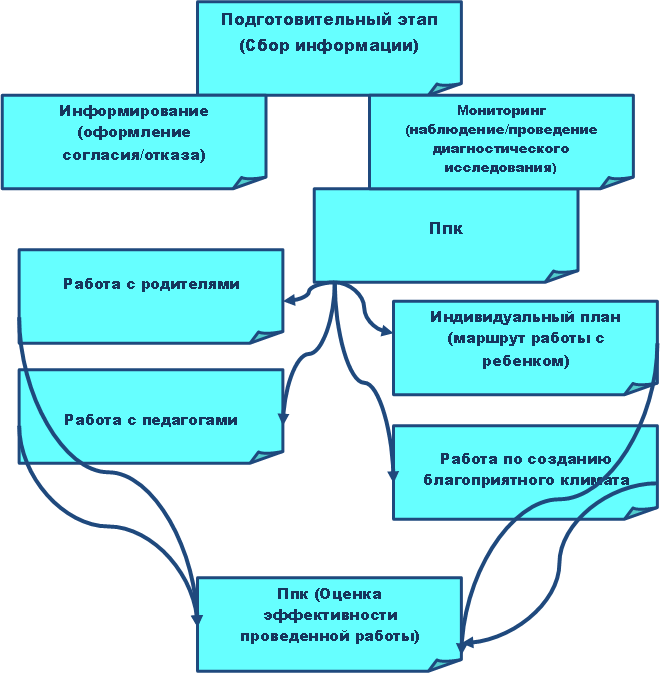 Подготовительный этап
(Сбор информации)
Информирование
(оформление
согласия/отказа)
Мониторинг
(наблюдение/проведение
диагностического
исследования)
Ппк
Работа с родителями
Индивидуальный план
(маршрут работы с
ребенком)
Работа с педагогами
Работа по созданию
благоприятного климата
Ппк (Оценка
эффективности
проведенной работы)